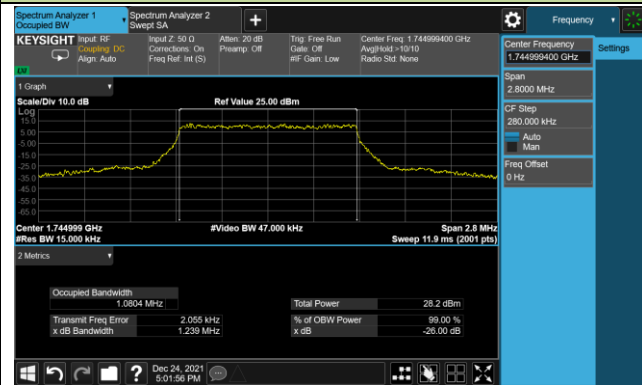 Spectrum Analyzer 1
Occupied BW
Spectrum Analyzer 2
Swept SA
Frequency
KEYSIGHT
Input: RF
Coupling: DC
Align: Auto
Input Z: 50 Ω
Corrections: On
Freq Ref: Int (S)
Atten: 20 dB
Preamp: Off
Trig: Free Run
Gate: Off
#IF Gain: Low
Center Freq: 1.744999400 GHz
Avg|Hold:>10/10
Radio Std: None
Center Frequency
1.744999400 GHz
Settings
Span
2.8000 MHz
CF Step
280.000 kHz
Auto
Man
Freq Offset
0 Hz
1 Graph
Scale/Div 10.0 dB
Ref Value 25.00 dBm
Log
15.0
5.00
-5.00
-15.0
-25.0
-35.0
-45.0
-55.0
-65.0
Center 1.744999 GHz
#Video BW 47.000 kHz
Span 2.8 MHz
#Res BW 15.000 kHz
Sweep 11.9 ms (2001 pts)
2 Metrics
Occupied Bandwidth
1.0804 MHz
Total Power
28.2 dBm
Transmit Freq Error
2.055 kHz
% of OBW Power
99.00 %
x dB Bandwidth
1.239 MHz
x dB
-26.00 dB
Dec 24, 2021
5:01:56 PM